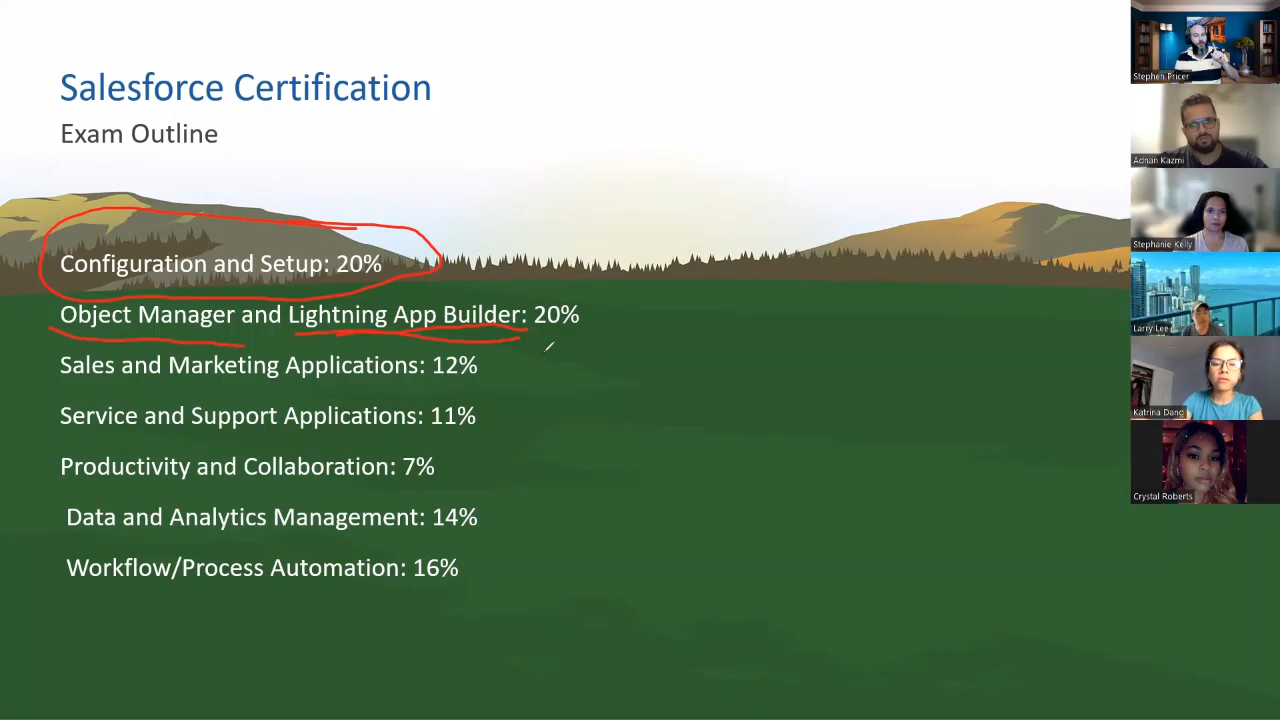 Salesforce Certification
Exam Outline
Configuration and Setup: 20%
Object Manager and Lightning App Builder: 20%
Sales and Marketing Applications: 12%
Service and Support Applications: 11%
Productivity and Collaboration: 7%
Data and Analytics Management: 14%
Workflow/Process Automation: 16%
Stephen Pricer
Adnan Kazmi
Stephanie Kelly
Larry Lee
Katrina Dang
Crystal Roberts